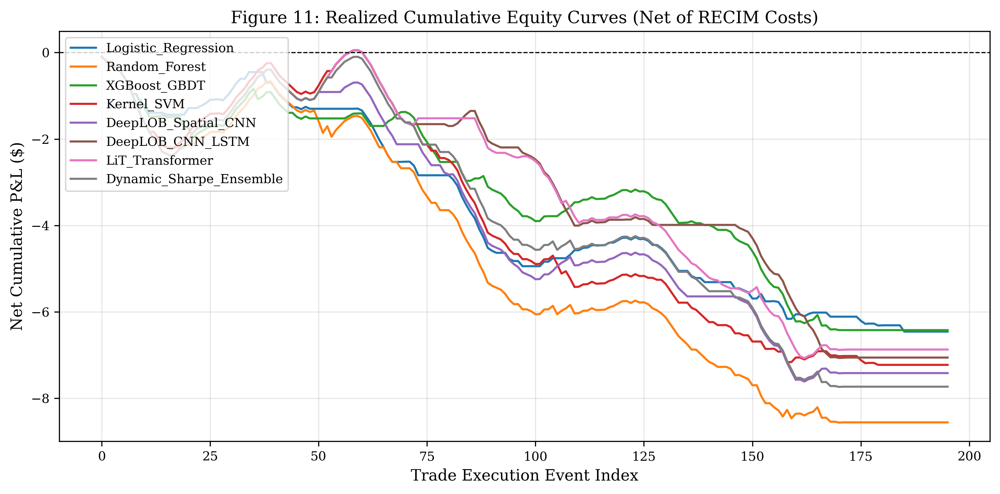 Figure 11: Realized Cumulative Equity Curves (Net of RECIM Costs)
Net Cumulative P&L ($)
0
−2
−4
−6
−8
Logistic_Regression
Random_Forest
XGBoost_GBDT
Kernel_SVM
DeepLOB_Spatial_CNN
DeepLOB_CNN_LSTM
LiT_Transformer
Dynamic_Sharpe_Ensemble
0 25 50 75 100 125 150 175 200
Trade Execution Event Index